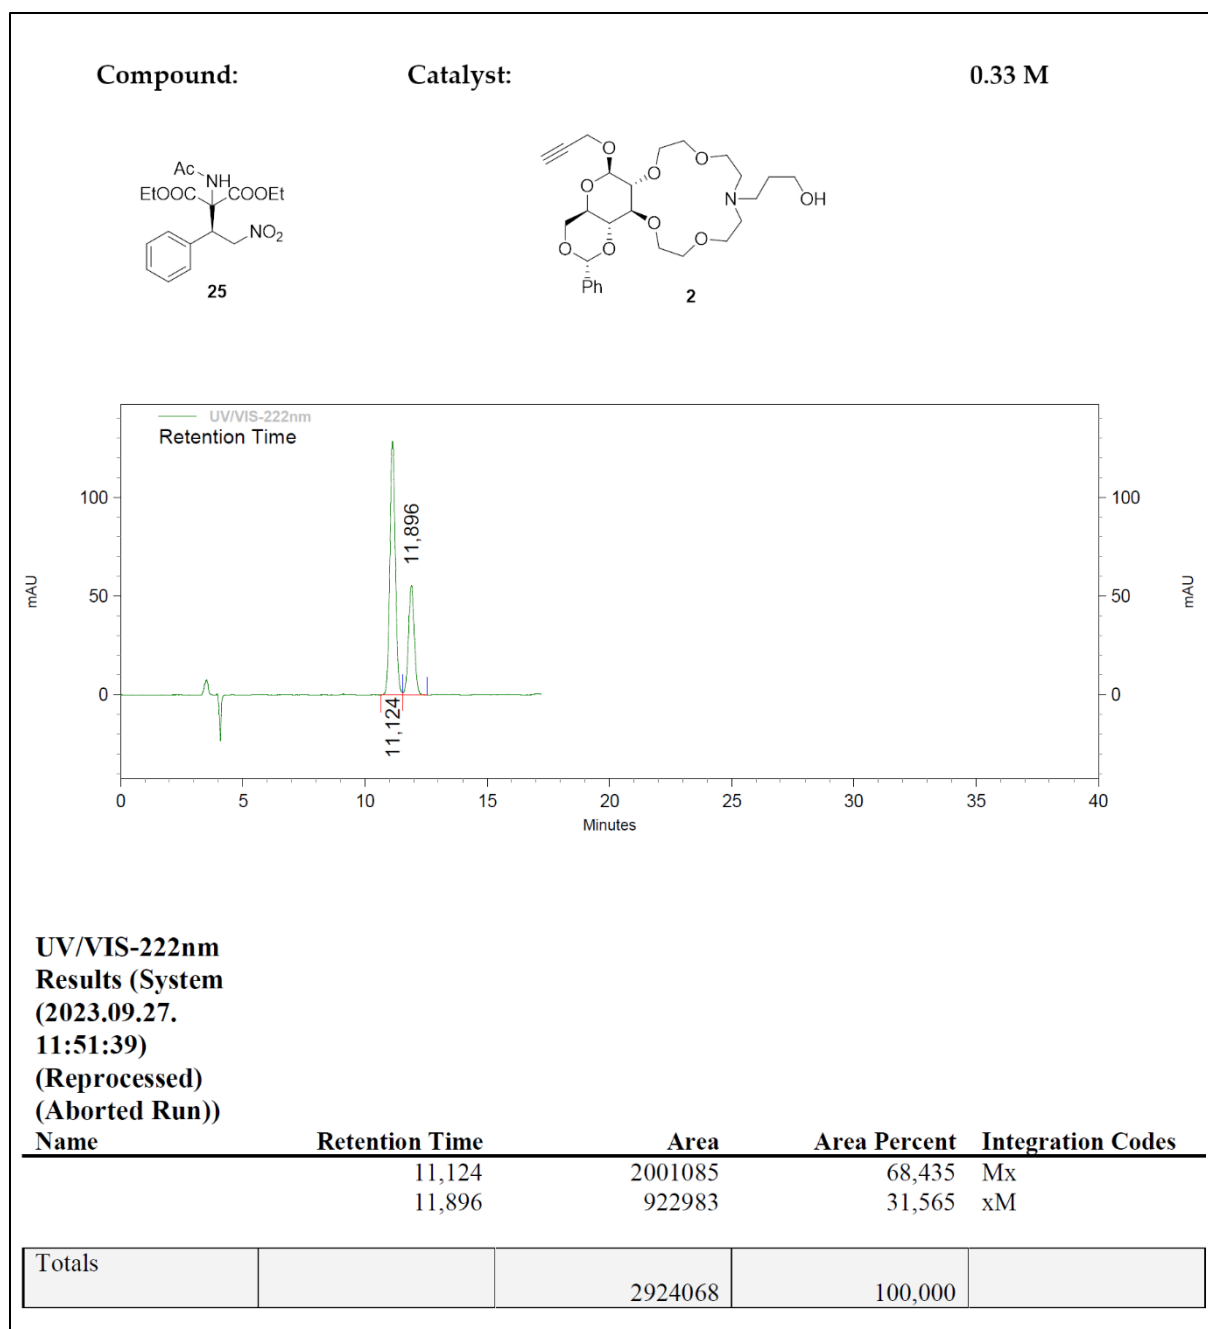 Compound: Catalyst: 0.33 M
Ac NH
EtOOC COOEt
NO2
25
O O O O N OH O O O O O
Ph
2
UV/VIS-222nm
Retention Time
100 100
50 50
0 0
mAU mAU
11,124
11,896
0 5 10 15 20 25 30 35 40
Minutes
UV/VIS-222nm
Results (System
(2023.09.27.
11:51:39)
(Reprocessed)
(Aborted Run))
Name Retention Time Area Area Percent Integration Codes
11,124 2001085 68,435 Mx
11,896 922983 31,565 xM
Totals
2924068 100,000